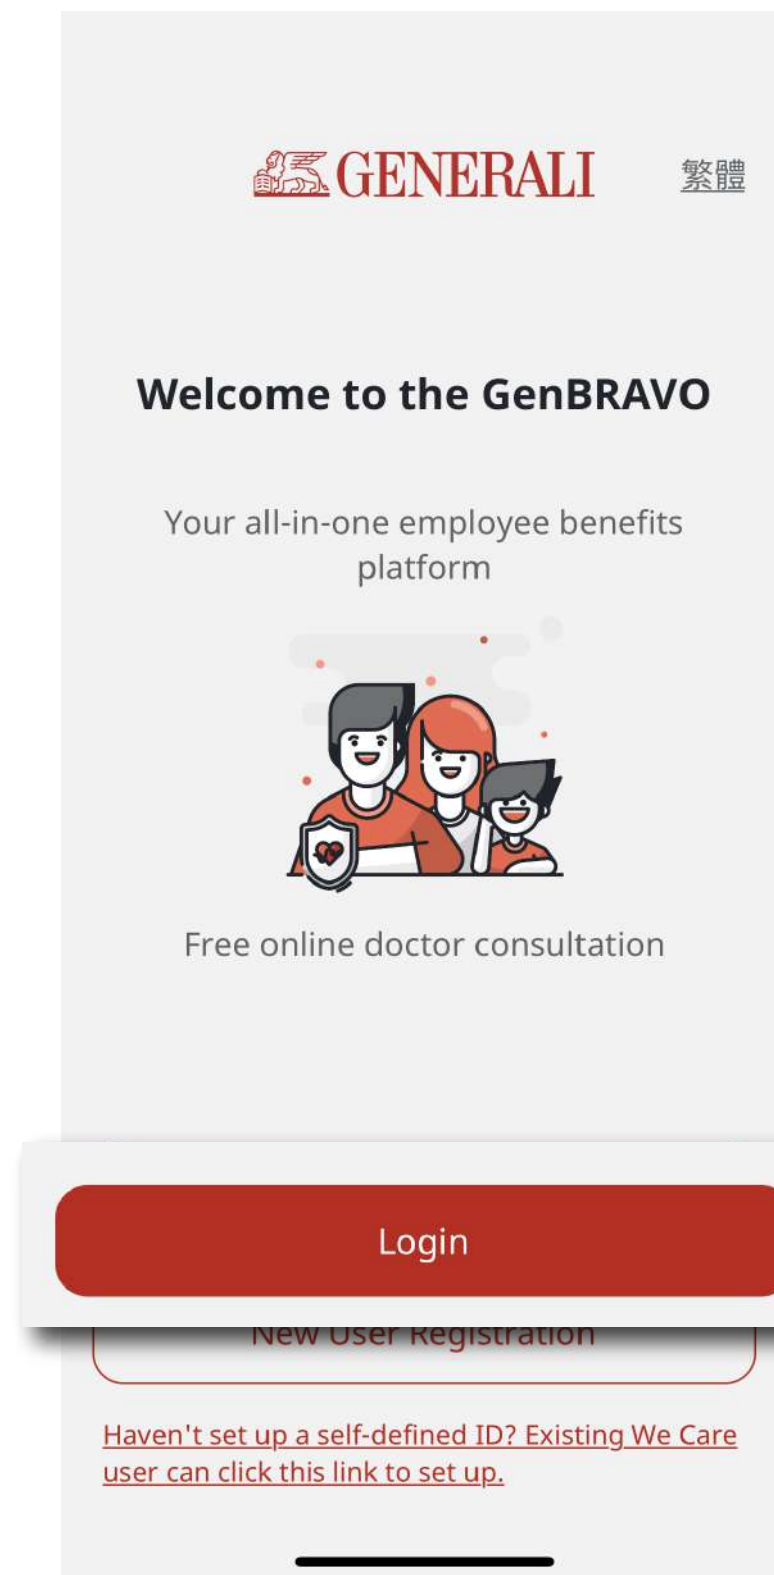 GENERALI
繁體
Welcome to the GenBRAVO
Your all-in-one employee benefits
platform
Free online doctor consultation
Login
New User Registration
Haven't set up a self-defined ID? Existing We Care
user can click this link to set up.